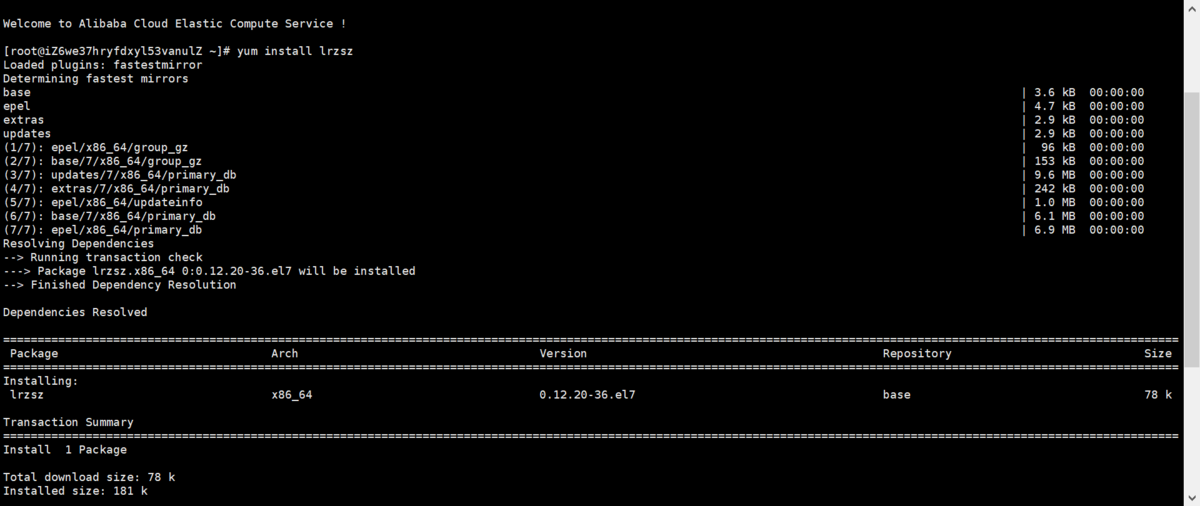 Welcome to Alibaba Cloud Elastic Compute Service !
[root@iZ6we37hryfdxyl53vanulZ ~]# yum install lrzsz
Loaded plugins: fastestmirror
Determining fastest mirrors
base | 3.6 kB 00:00:00
epel | 4.7 kB 00:00:00
extras | 2.9 kB 00:00:00
updates | 2.9 kB 00:00:00
(1/7): epel/x86_64/group_gz | 96 kB 00:00:00
(2/7): base/7/x86_64/group_gz | 153 kB 00:00:00
(3/7): updates/7/x86_64/primary_db | 9.6 MB 00:00:00
(4/7): extras/7/x86_64/primary_db | 242 kB 00:00:00
(5/7): epel/x86_64/updateinfo | 1.0 MB 00:00:00
(6/7): base/7/x86_64/primary_db | 6.1 MB 00:00:00
(7/7): epel/x86_64/primary_db | 6.9 MB 00:00:00
Resolving Dependencies
--> Running transaction check
---> Package lrzsz.x86_64 0:0.12.20-36.el7 will be installed
--> Finished Dependency Resolution
Dependencies Resolved
Package Arch Version Repository Size
Installing:
lrzsz x86_64 0.12.20-36.el7 base 78 k
Transaction Summary
Install 1 Package
Total download size: 78 k
Installed size: 181 k